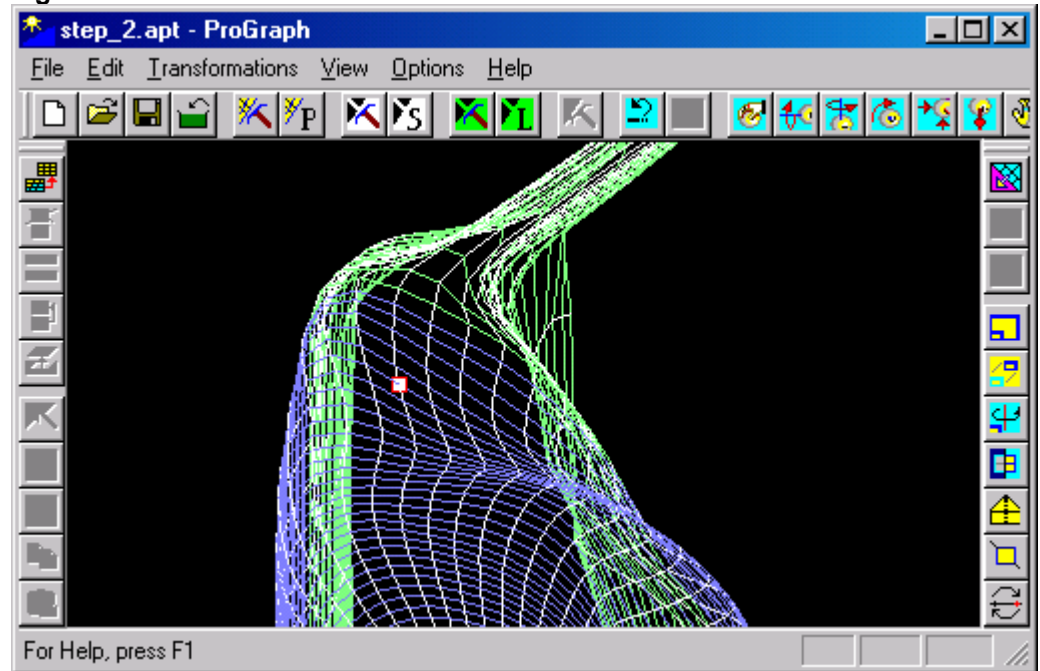 step_2.apt - ProGraph
File Edit Transformations View Options Help
P S L
For Help, press F1